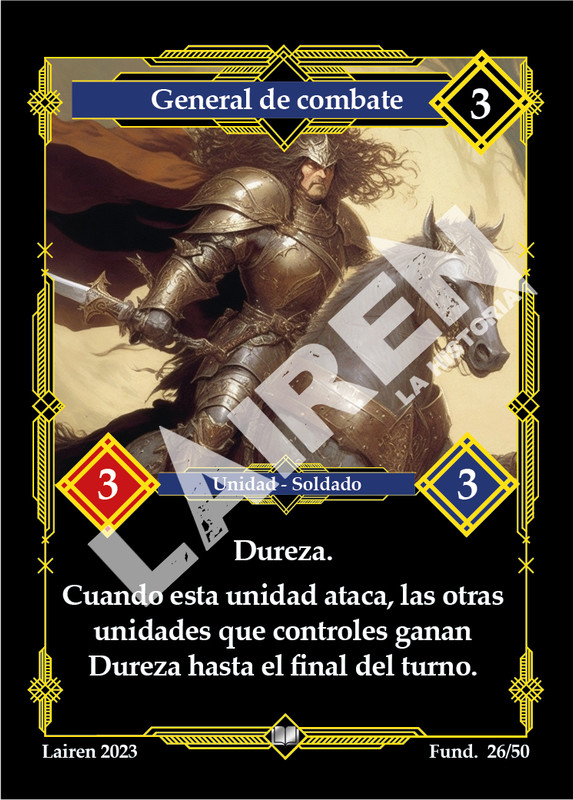 General de combate
3
LAIREN
LA HISTORIA
3
Unidad - Soldado
3
Dureza.
Cuando esta unidad ataca, las otras
unidades que controles ganan
Dureza hasta el final del turno.
Lairen 2023
Fund. 26/50